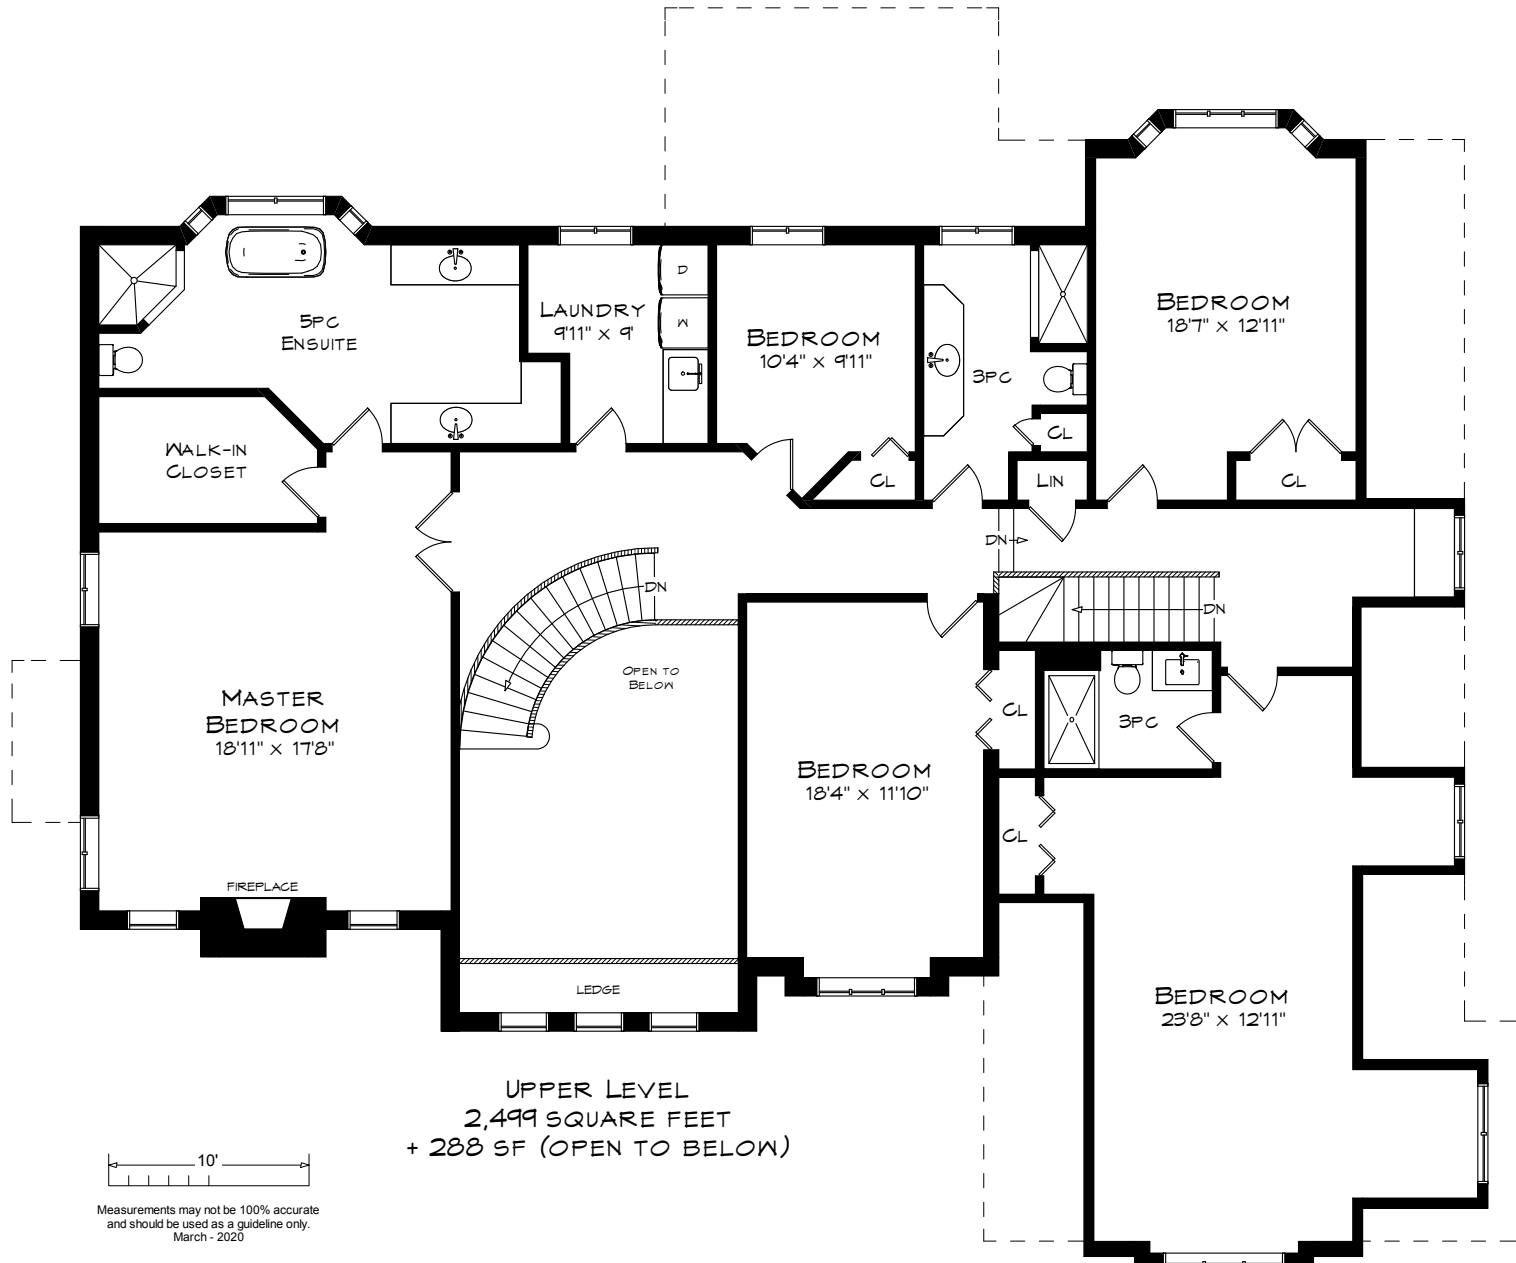 BEDROOM
18'7" x 12'11"
5PC
ENSUITE
LAUNDRY
9'11" x 9'
D
W
BEDROOM
10'4" x 9'11"
3PC
CL
CL
LIN
CL
WALK-IN
CLOSET
DN
DN
DN
OPEN TO
BELOW
MASTER
BEDROOM
18'11" x 17'8"
FIREPLACE
BEDROOM
18'4" x 11'10"
CL
3PC
CL
LEDGE
BEDROOM
23'8" x 12'11"
UPPER LEVEL
2,499 SQUARE FEET
+ 288 SF (OPEN TO BELOW)
10'
Measurements may not be 100% accurate
and should be used as a guideline only.
March - 2020